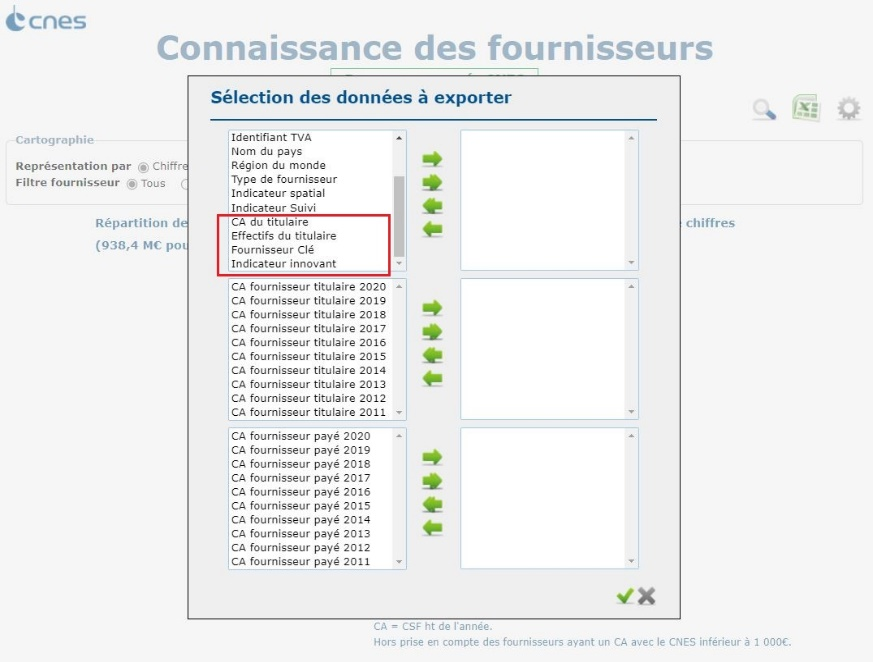 cnes
Connaissance des fournisseurs
Sélection des données à exporter
Cartographie
Représentation par Chiffre
Filtre fournisseur Tous
Répartition de
chiffres
(938,4 M€ pou
Identifiant TVA
Nom du pays
Région du monde
Type de fournisseur
Indicateur spatial
Indicateur Suivi
CA du titulaire
Effectifs du titulaire
Fournisseur Clé
Indicateur innovant
CA fournisseur titulaire 2020
CA fournisseur titulaire 2019
CA fournisseur titulaire 2018
CA fournisseur titulaire 2017
CA fournisseur titulaire 2016
CA fournisseur titulaire 2015
CA fournisseur titulaire 2014
CA fournisseur titulaire 2013
CA fournisseur titulaire 2012
CA fournisseur titulaire 2011
CA fournisseur payé 2020
CA fournisseur payé 2019
CA fournisseur payé 2018
CA fournisseur payé 2017
CA fournisseur payé 2016
CA fournisseur payé 2015
CA fournisseur payé 2014
CA fournisseur payé 2013
CA fournisseur payé 2012
CA fournisseur payé 2011
CA = CSF ht de l'année.
Hors prise en compte des fournisseurs ayant un CA avec le CNES inférieur à 1 000€.